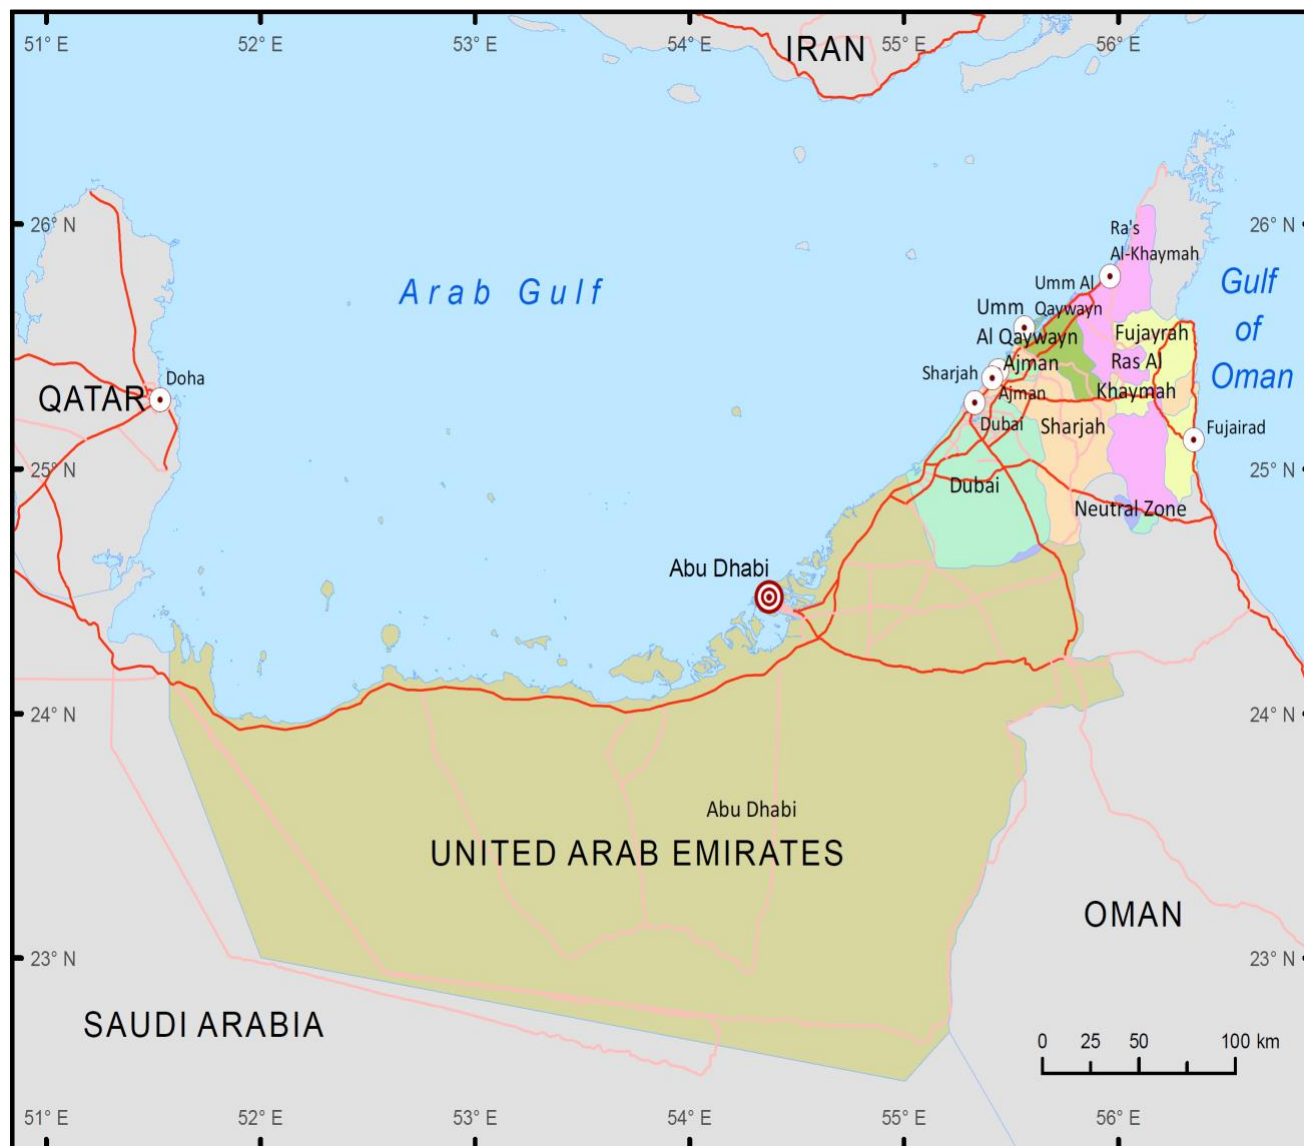 51° E 52° E 53° E 54° E 55° E 56° E
IRAN
26° N 26° N
Ra's
Al-Khaymah
Arab Gulf
Gulf
of
Oman
Umm Al
Qaywayn
Umm
Al Qaywayn
Fujayrah
Ras Al
Khaymah
Sharjah
Ajman
Ajman
Doha
QATAR
Dubai
Sharjah
Fujairad
25° N 25° N
Dubai
Neutral Zone
Abu Dhabi
24° N 24° N
Abu Dhabi
UNITED ARAB EMIRATES
OMAN
23° N 23° N
SAUDI ARABIA
0 25 50 100 km
51° E 52° E 53° E 54° E 55° E 56° E